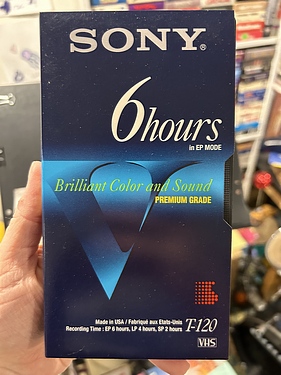 SONY®
6hours
in EP MODE
Brilliant Color and Sound
PREMIUM GRADE
Made in USA / Fabriqué aux Etats-Unis
Recording Time : EP 6 hours, LP 4 hours, SP 2 hours
T-120
VHS